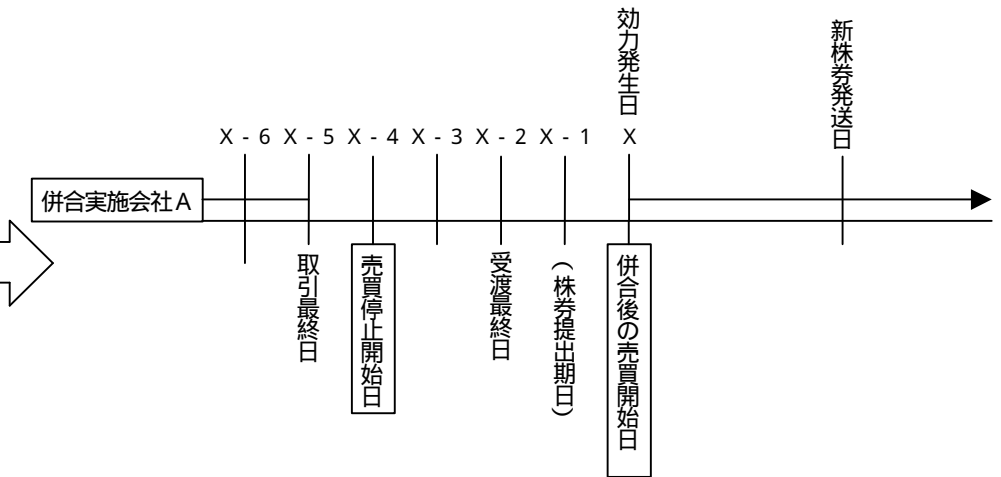 効力発生日
新株券発送日
X - 6 X - 5 X - 4 X - 3 X - 2 X - 1 X
併合実施会社A
取引最終日
売買停止開始日
受渡最終日
(株券提出期日)
併合後の売買開始日